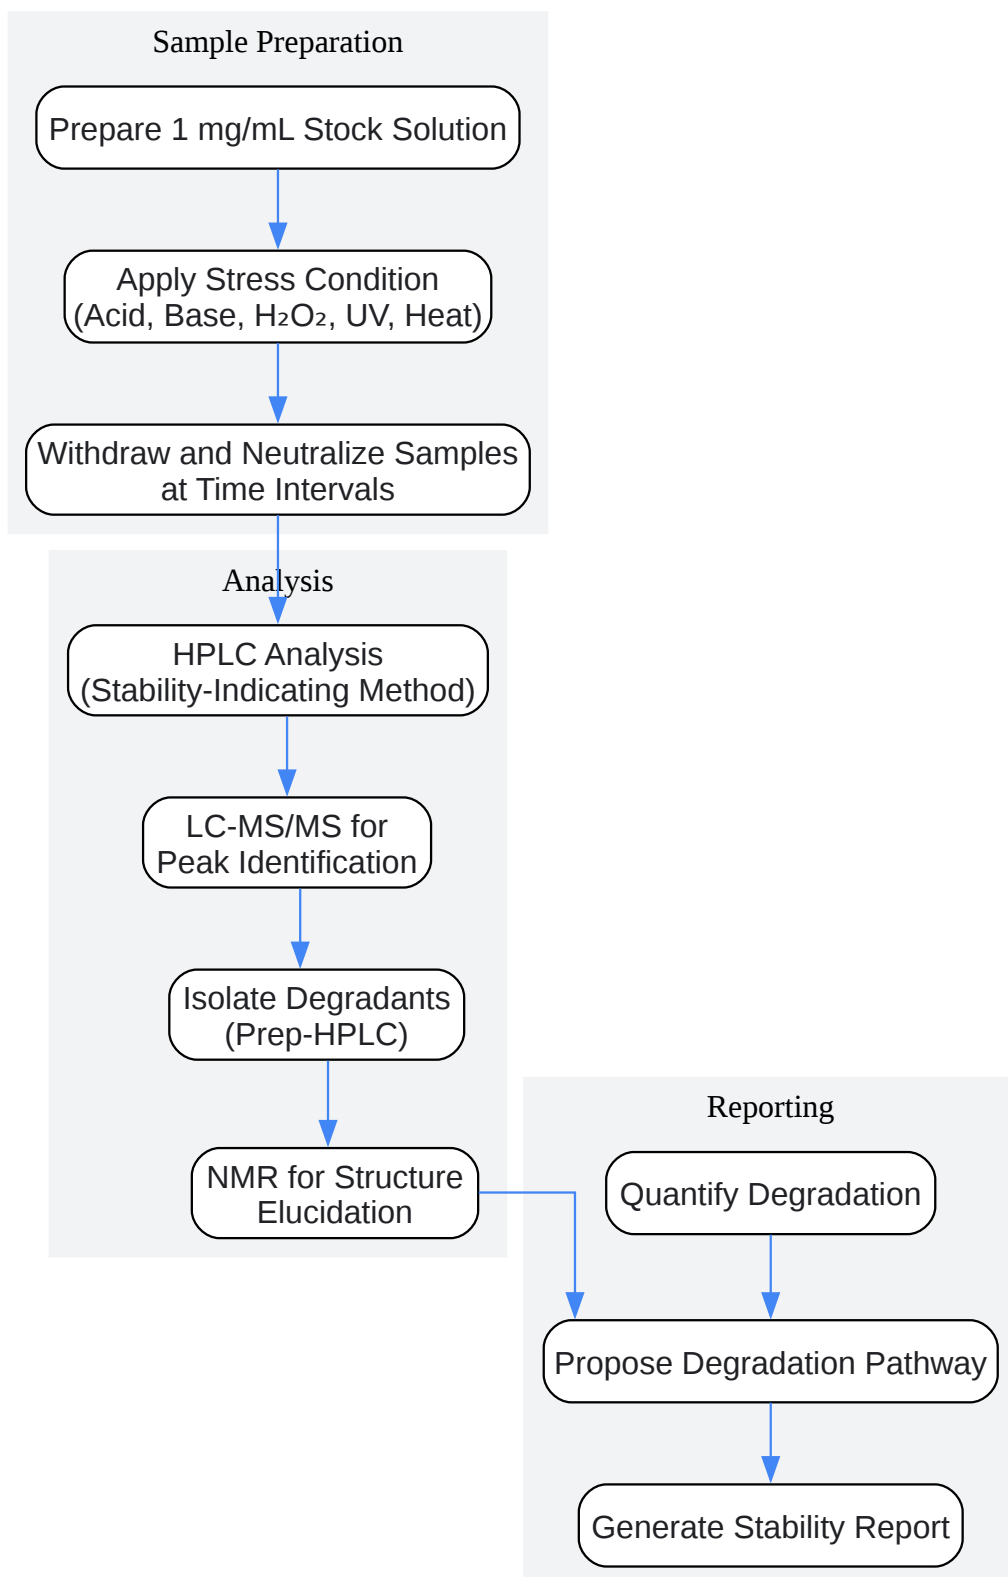 Sample Preparation
Prepare 1 mg/mL Stock Solution
Apply Stress Condition
(Acid, Base, H₂O₂, UV, Heat)
Withdraw and Neutralize Samples
at Time Intervals
Analysis
HPLC Analysis
(Stability-Indicating Method)
LC-MS/MS for
Peak Identification
Isolate Degradants
(Prep-HPLC)
NMR for Structure
Elucidation
Reporting
Quantify Degradation
Propose Degradation Pathway
Generate Stability Report